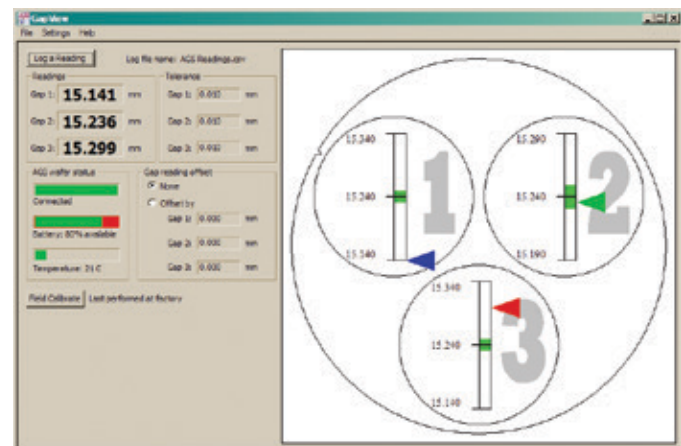 GapView
File Settings Help
Log a Reading Log file name: AGS Readings.csv
Readings
Gap 1: 15.141 mm
Gap 2: 15.236 mm
Gap 3: 15.299 mm
Tolerance
Gap 1: 0.010 mm
Gap 2: 0.010 mm
Gap 3: 0.010 mm
AGS wafer status
Connected
Battery: 80% available
Temperature: 21 C
Gap reading offset
None
Offset by
Gap 1: 0.000 mm
Gap 2: 0.000 mm
Gap 3: 0.000 mm
Field Calibrate Last performed at factory
15.340
15.240
15.140
1
15.290
15.240
15.190
2
15.340
15.240
15.140
3